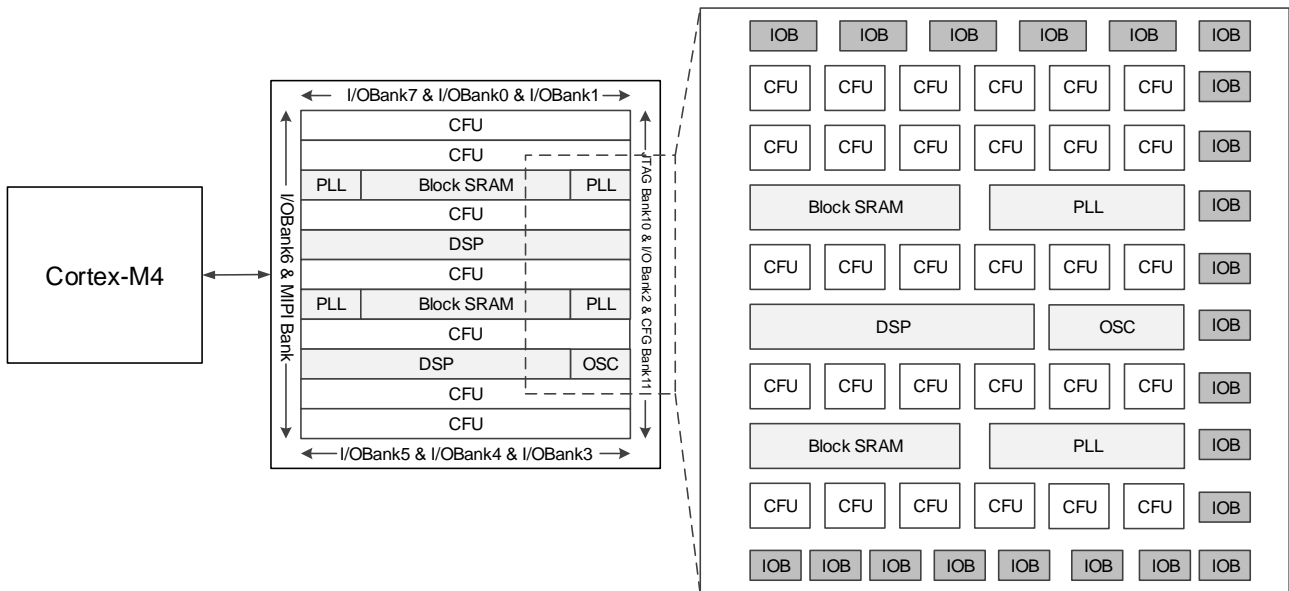 Cortex-M4
I/OBank7 & I/OBank0 & I/OBank1
I/OBank6 & MIPI Bank
CFU
CFU
PLL Block SRAM PLL
CFU
DSP
CFU
PLL Block SRAM PLL
CFU
DSP OSC
CFU
CFU
JTAG Bank10 & I/O Bank2 & CFG Bank11
I/OBank5 & I/OBank4 & I/OBank3
IOB IOB IOB IOB IOB IOB
CFU CFU CFU CFU CFU CFU IOB
CFU CFU CFU CFU CFU CFU IOB
Block SRAM PLL IOB
CFU CFU CFU CFU CFU CFU IOB
DSP OSC IOB
CFU CFU CFU CFU CFU CFU IOB
Block SRAM PLL IOB
CFU CFU CFU CFU CFU CFU IOB
IOB IOB IOB IOB IOB IOB IOB IOB